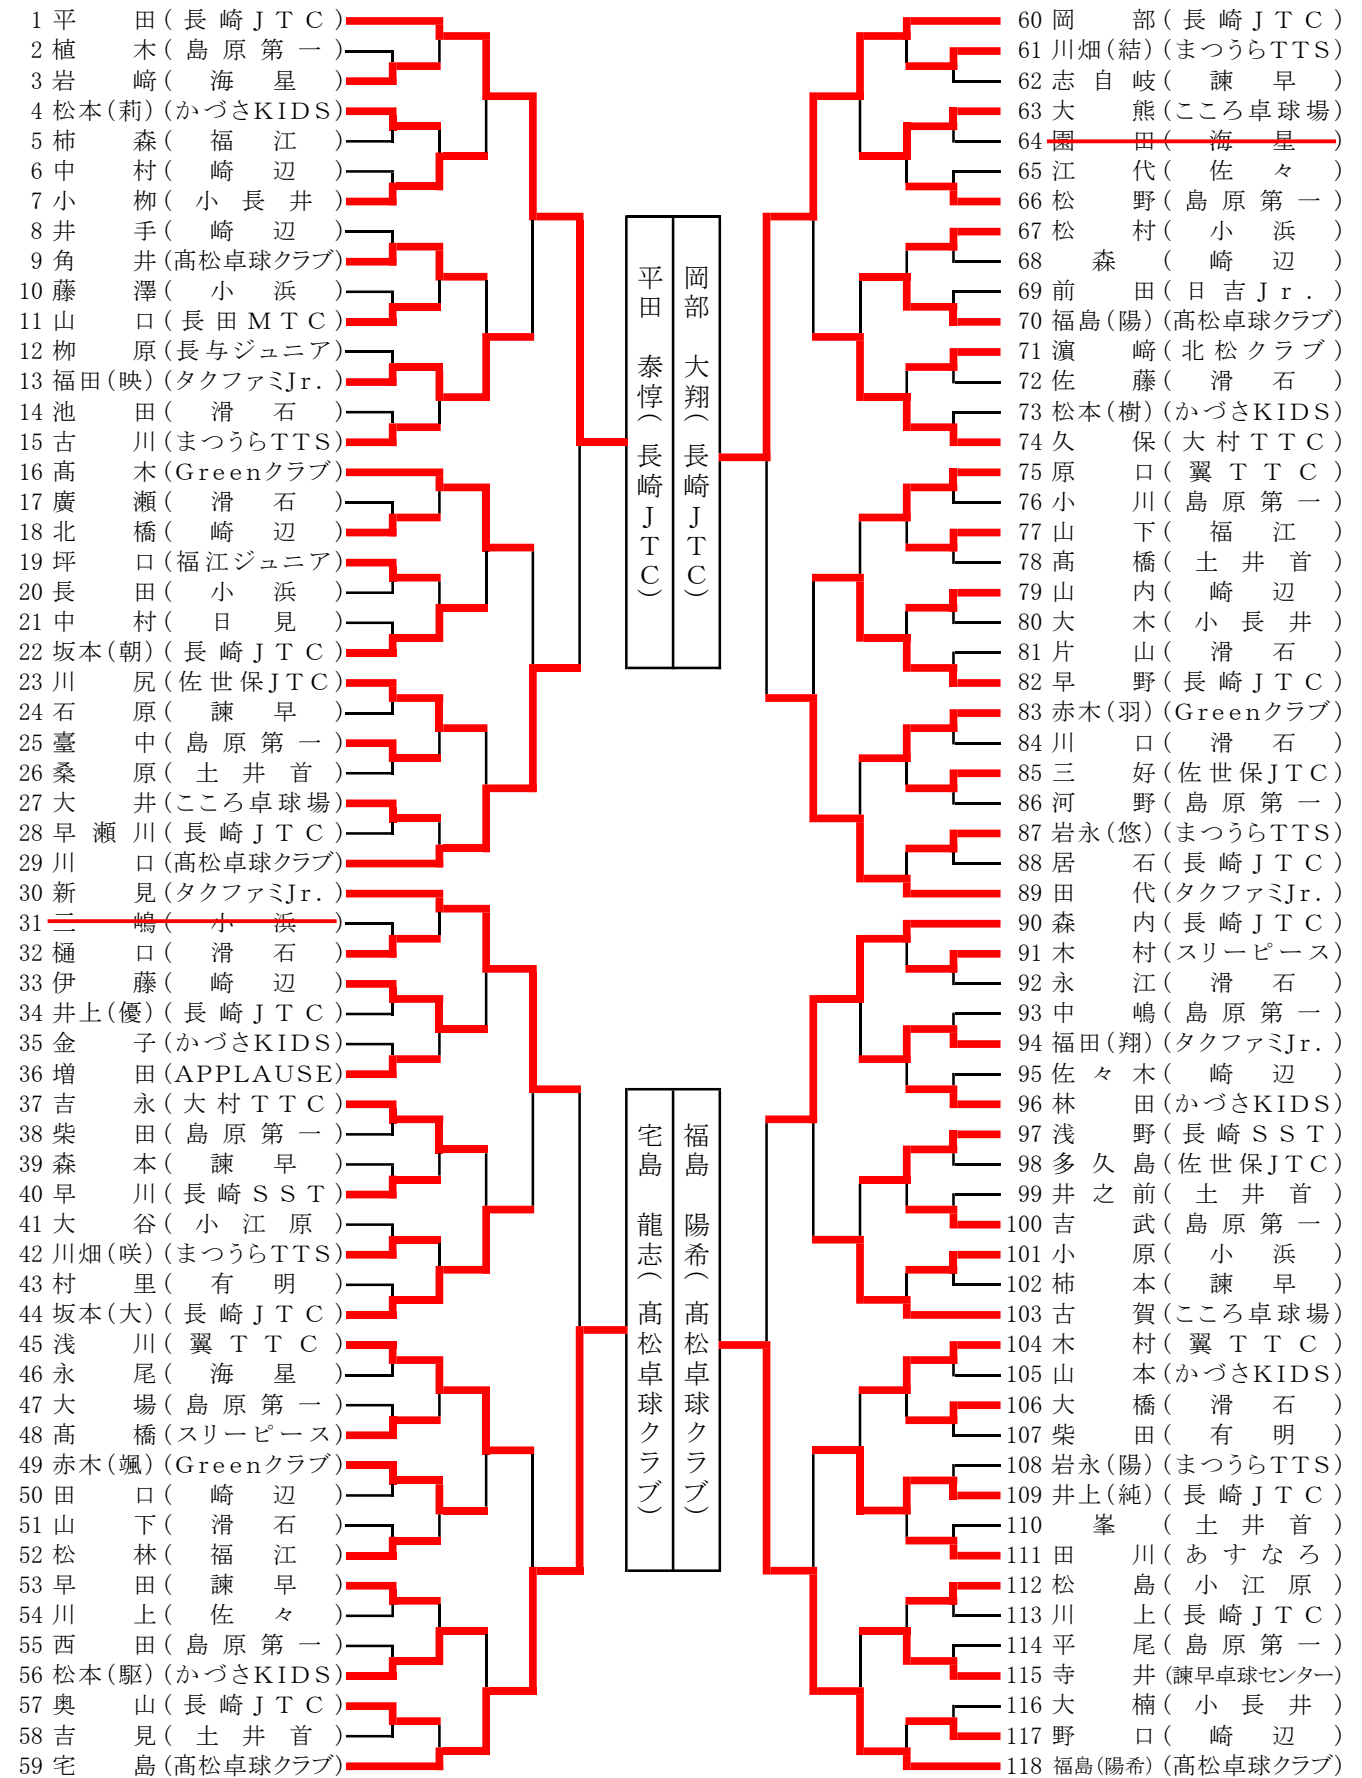 1 平田(長崎JTC)
2 植木(島原第一)
3 岩﨑(海星)
4 松本(莉)(かづさKIDS)
5 柿森(福江)
6 中村(崎辺)
7 小栁(小長井)
8 井手(崎辺)
9 角井(髙松卓球クラブ)
10 藤澤(小浜)
11 山口(長田MTC)
12 栁原(長与ジュニア)
13 福田(映)(タクファミJr.)
14 池田(滑石)
15 古川(まつうらTTS)
16 髙木(Greenクラブ)
17 廣瀬(滑石)
18 北橋(崎辺)
19 坪口(福江ジュニア)
20 長田(小浜)
21 中村(日見)
22 坂本(朝)(長崎JTC)
23 川尻(佐世保JTC)
24 石原(諫早)
25 臺中(島原第一)
26 桑原(土井首)
27 大井(こころ卓球場)
28 早瀬川(長崎JTC)
29 川口(髙松卓球クラブ)
30 新見(タクファミJr.)
31 三嶋(小浜)
32 樋口(滑石)
33 伊藤(崎辺)
34 井上(優)(長崎JTC)
35 金子(かづさKIDS)
36 増田(APPLAUSE)
37 吉永(大村TTC)
38 柴田(島原第一)
39 森本(諫早)
40 早川(長崎SST)
41 大谷(小江原)
42 川畑(咲)(まつうらTTS)
43 村里(有明)
44 坂本(大)(長崎JTC)
45 浅川(翼TTC)
46 永尾(海星)
47 大場(島原第一)
48 髙橋(スリーピース)
49 赤木(颯)(Greenクラブ)
50 田口(崎辺)
51 山下(滑石)
52 松林(福江)
53 早田(諫早)
54 川上(佐々)
55 西田(島原第一)
56 松本(駆)(かづさKIDS)
57 奥山(長崎JTC)
58 吉見(土井首)
59 宅島(髙松卓球クラブ)
平田 泰惇(長崎JTC)
岡部 大翔(長崎JTC)
宅島 龍志(髙松卓球クラブ)
福島 陽希(髙松卓球クラブ)
60 岡部(長崎JTC)
61 川畑(結)(まつうらTTS)
62 志自岐(諫早)
63 大熊(こころ卓球場)
64 園田(海星)
65 江代(佐々)
66 松野(島原第一)
67 松村(小浜)
68 森(崎辺)
69 前田(日吉Jr.)
70 福島(陽)(髙松卓球クラブ)
71 濵﨑(北松クラブ)
72 佐藤(滑石)
73 松本(樹)(かづさKIDS)
74 久保(大村TTC)
75 原口(翼TTC)
76 小川(島原第一)
77 山下(福江)
78 髙橋(土井首)
79 山内(崎辺)
80 大木(小長井)
81 片山(滑石)
82 早野(長崎JTC)
83 赤木(羽)(Greenクラブ)
84 川口(滑石)
85 三好(佐世保JTC)
86 河野(島原第一)
87 岩永(悠)(まつうらTTS)
88 居石(長崎JTC)
89 田代(タクファミJr.)
90 森内(長崎JTC)
91 木村(スリーピース)
92 永江(滑石)
93 中嶋(島原第一)
94 福田(翔)(タクファミJr.)
95 佐々木(崎辺)
96 林田(かづさKIDS)
97 浅野(長崎SST)
98 多久島(佐世保JTC)
99 井之前(土井首)
100 吉武(島原第一)
101 小原(小浜)
102 柿本(諫早)
103 古賀(こころ卓球場)
104 木村(翼TTC)
105 山本(かづさKIDS)
106 大橋(滑石)
107 柴田(有明)
108 岩永(陽)(まつうらTTS)
109 井上(純)(長崎JTC)
110 峯(土井首)
111 田川(あすなろ)
112 松島(小江原)
113 川上(長崎JTC)
114 平尾(島原第一)
115 寺井(諫早卓球センター)
116 大楠(小長井)
117 野口(崎辺)
118 福島(陽希)(髙松卓球クラブ)